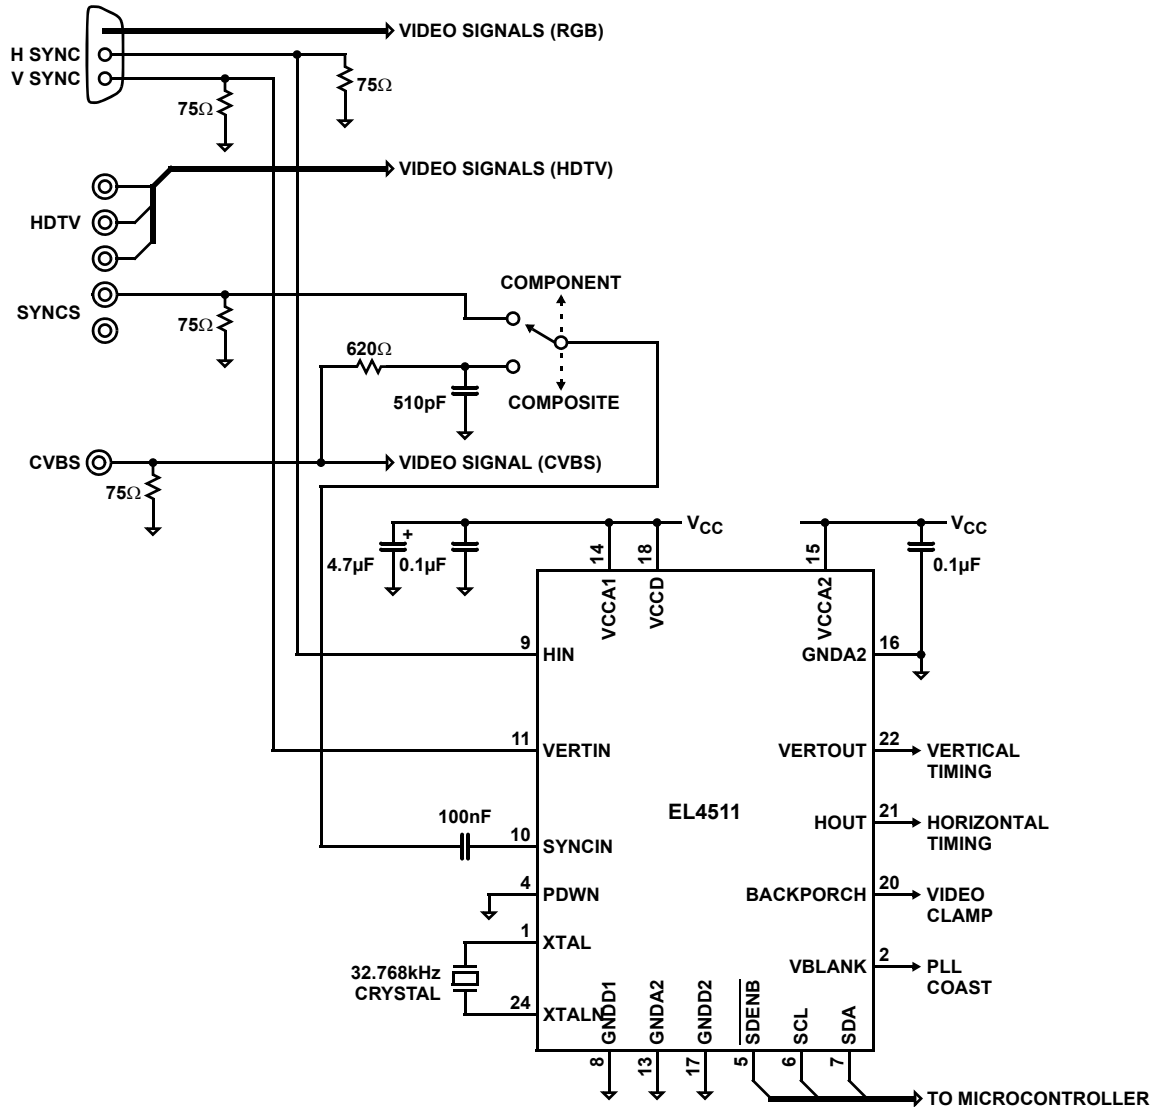 VIDEO SIGNALS (RGB)
H SYNC
V SYNC
75Ω
75Ω
VIDEO SIGNALS (HDTV)
HDTV
SYNCS
75Ω
COMPONENT
620Ω
510pF
COMPOSITE
CVBS
VIDEO SIGNAL (CVBS)
75Ω
VCC
VCC
4.7µF
+
0.1µF
14
18
15
0.1µF
VCCA1
VCCD
VCCA2
9
HIN
GNDA2
16
11
VERTIN
VERTOUT
22
VERTICAL
TIMING
EL4511
HOUT
21
HORIZONTAL
TIMING
100nF
10
SYNCIN
4
PDWN
BACKPORCH
20
VIDEO
CLAMP
1
XTAL
VBLANK
2
PLL
COAST
32.768kHz
CRYSTAL
24
XTALN
GNDD1
GNDA2
GNDD2
SDENB
SCL
SDA
8
13
17
5
6
7
TO MICROCONTROLLER